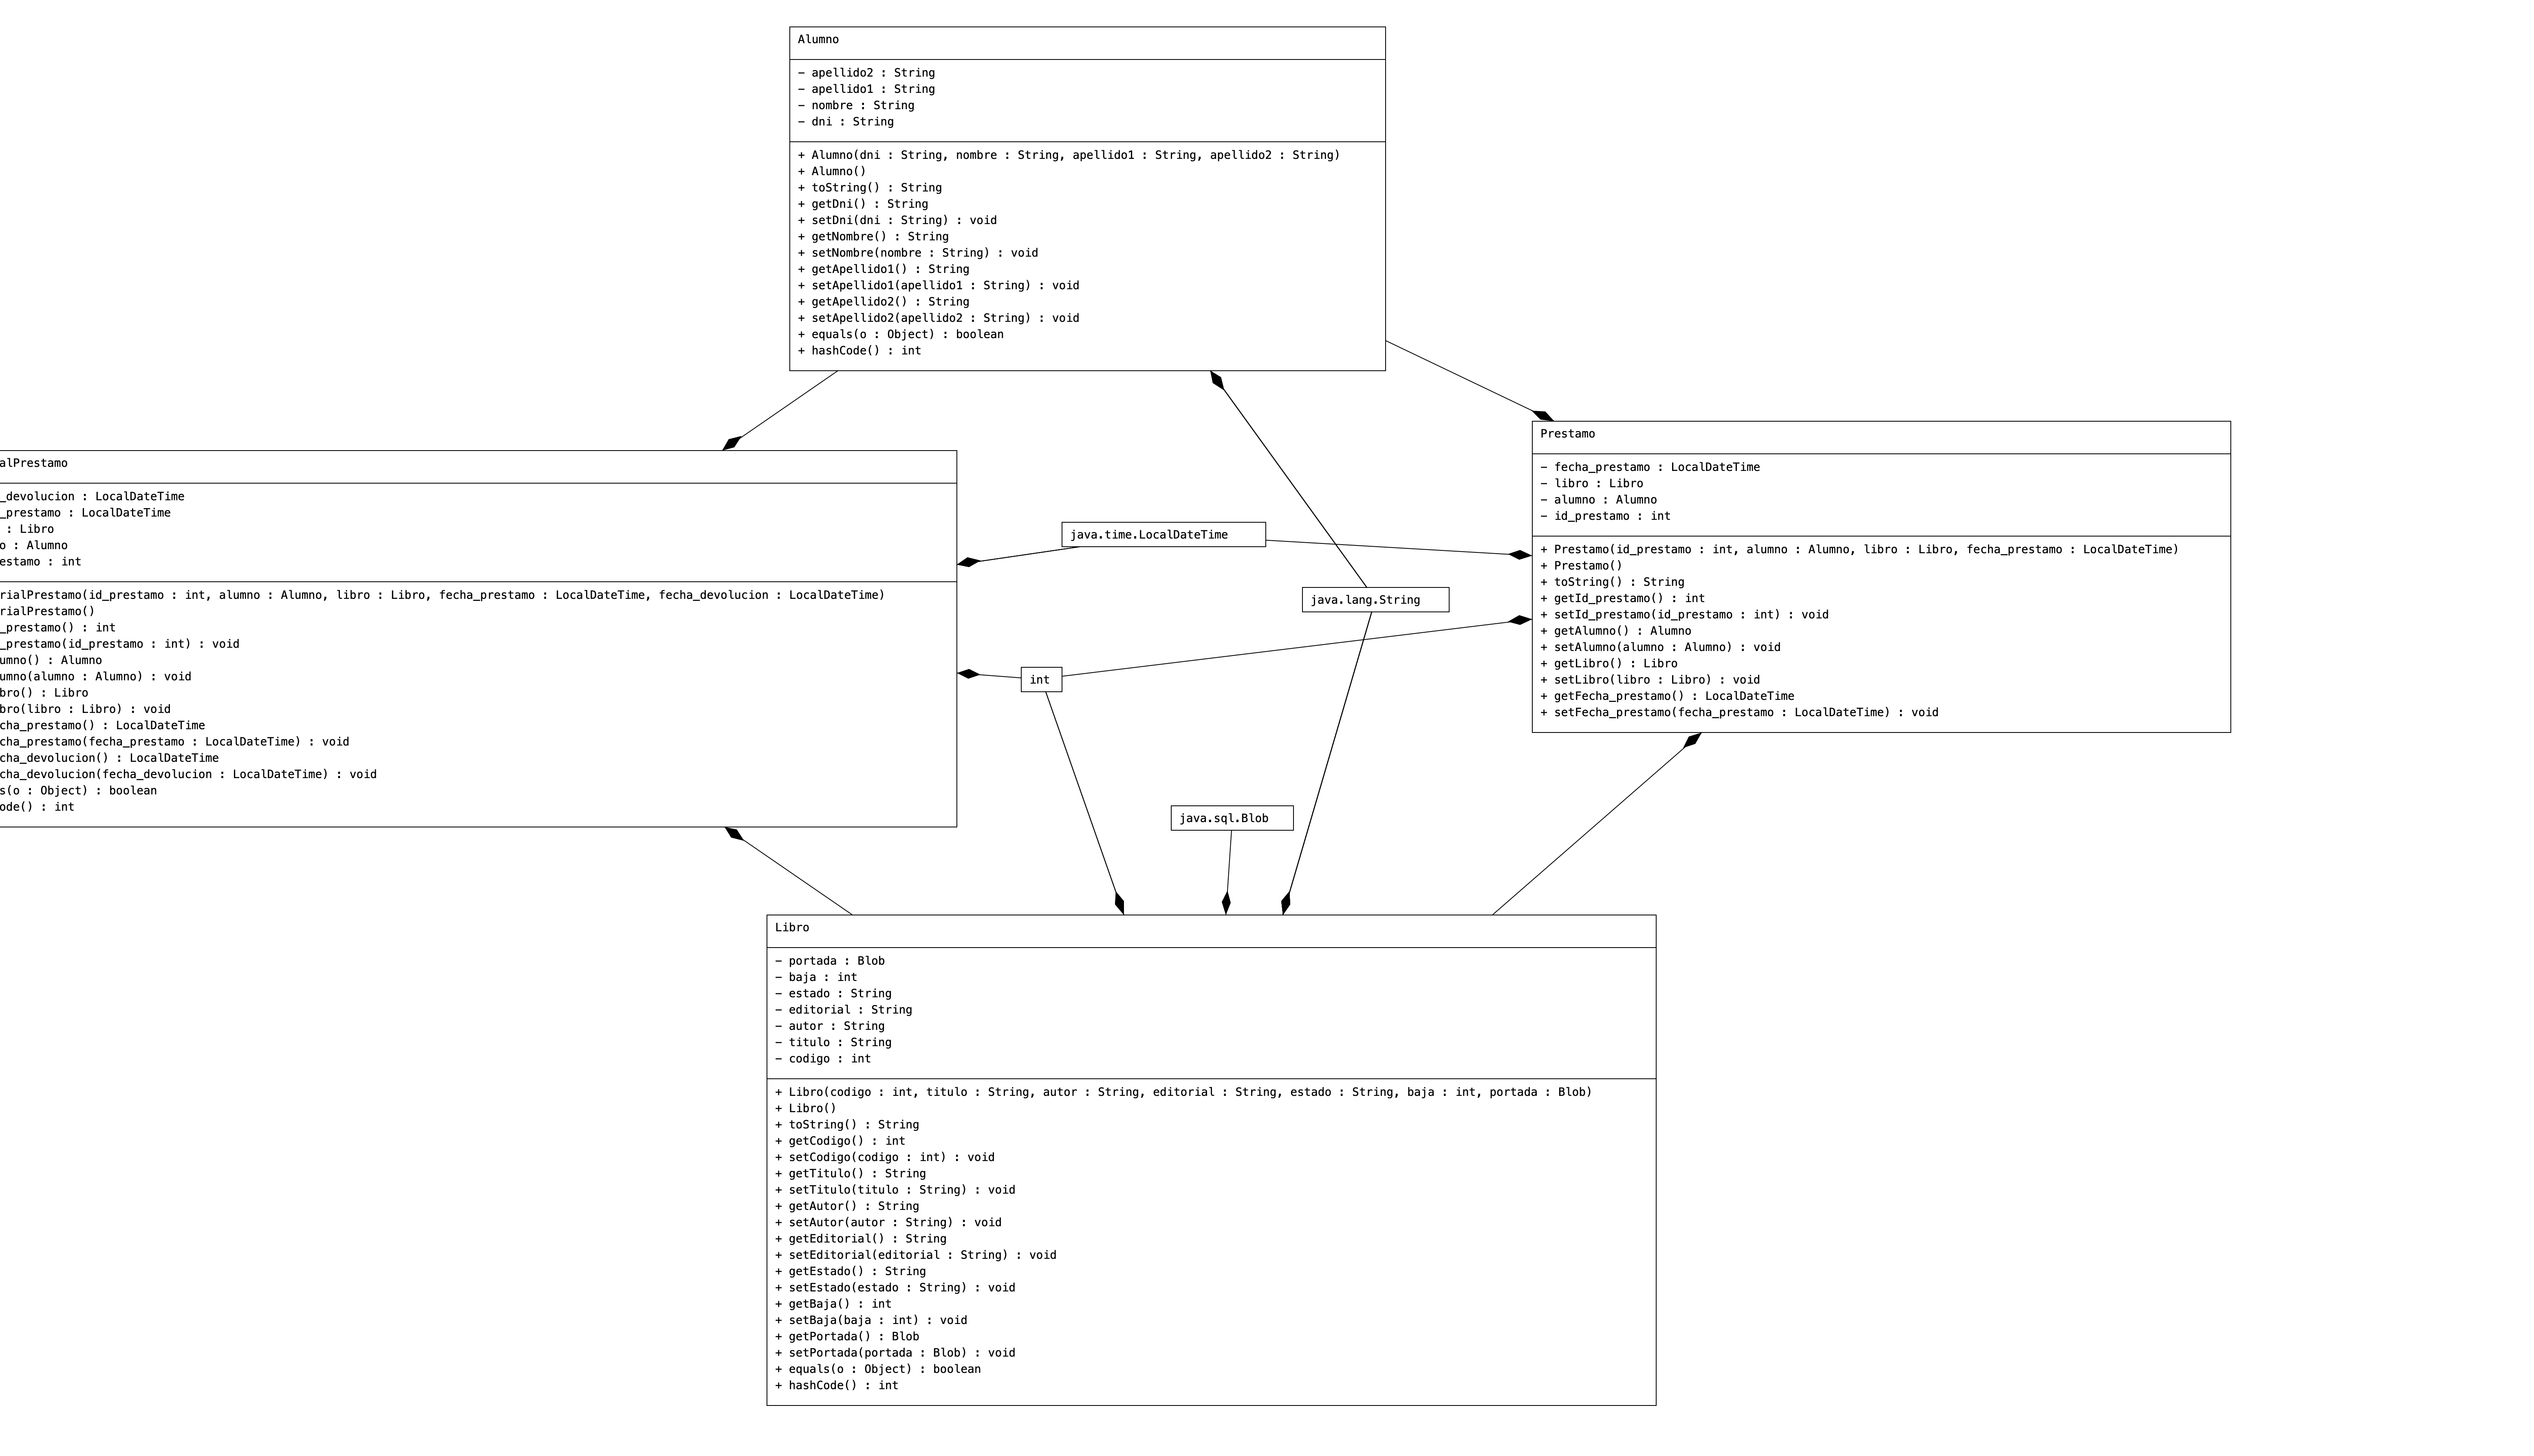 Alumno
− apellido2 : String
− apellido1 : String
− nombre : String
− dni : String
+ Alumno(dni : String, nombre : String, apellido1 : String, apellido2 : String)
+ Alumno()
+ toString() : String
+ getDni() : String
+ setDni(dni : String) : void
+ getNombre() : String
+ setNombre(nombre : String) : void
+ getApellido1() : String
+ setApellido1(apellido1 : String) : void
+ getApellido2() : String
+ setApellido2(apellido2 : String) : void
+ equals(o : Object) : boolean
+ hashCode() : int
alPrestamo
_devolucion : LocalDateTime
_prestamo : LocalDateTime
: Libro
o : Alumno
estamo : int
rialPrestamo(id_prestamo : int, alumno : Alumno, libro : Libro, fecha_prestamo : LocalDateTime, fecha_devolucion : LocalDateTime)
rialPrestamo()
_prestamo() : int
_prestamo(id_prestamo : int) : void
umno() : Alumno
umno(alumno : Alumno) : void
bro() : Libro
bro(libro : Libro) : void
cha_prestamo() : LocalDateTime
cha_prestamo(fecha_prestamo : LocalDateTime) : void
cha_devolucion() : LocalDateTime
cha_devolucion(fecha_devolucion : LocalDateTime) : void
s(o : Object) : boolean
ode() : int
java.time.LocalDateTime
java.lang.String
int
java.sql.Blob
Prestamo
− fecha_prestamo : LocalDateTime
− libro : Libro
− alumno : Alumno
− id_prestamo : int
+ Prestamo(id_prestamo : int, alumno : Alumno, libro : Libro, fecha_prestamo : LocalDateTime)
+ Prestamo()
+ toString() : String
+ getId_prestamo() : int
+ setId_prestamo(id_prestamo : int) : void
+ getAlumno() : Alumno
+ setAlumno(alumno : Alumno) : void
+ getLibro() : Libro
+ setLibro(libro : Libro) : void
+ getFecha_prestamo() : LocalDateTime
+ setFecha_prestamo(fecha_prestamo : LocalDateTime) : void
Libro
− portada : Blob
− baja : int
− estado : String
− editorial : String
− autor : String
− titulo : String
− codigo : int
+ Libro(codigo : int, titulo : String, autor : String, editorial : String, estado : String, baja : int, portada : Blob)
+ Libro()
+ toString() : String
+ getCodigo() : int
+ setCodigo(codigo : int) : void
+ getTitulo() : String
+ setTitulo(titulo : String) : void
+ getAutor() : String
+ setAutor(autor : String) : void
+ getEditorial() : String
+ setEditorial(editorial : String) : void
+ getEstado() : String
+ setEstado(estado : String) : void
+ getBaja() : int
+ setBaja(baja : int) : void
+ getPortada() : Blob
+ setPortada(portada : Blob) : void
+ equals(o : Object) : boolean
+ hashCode() : int